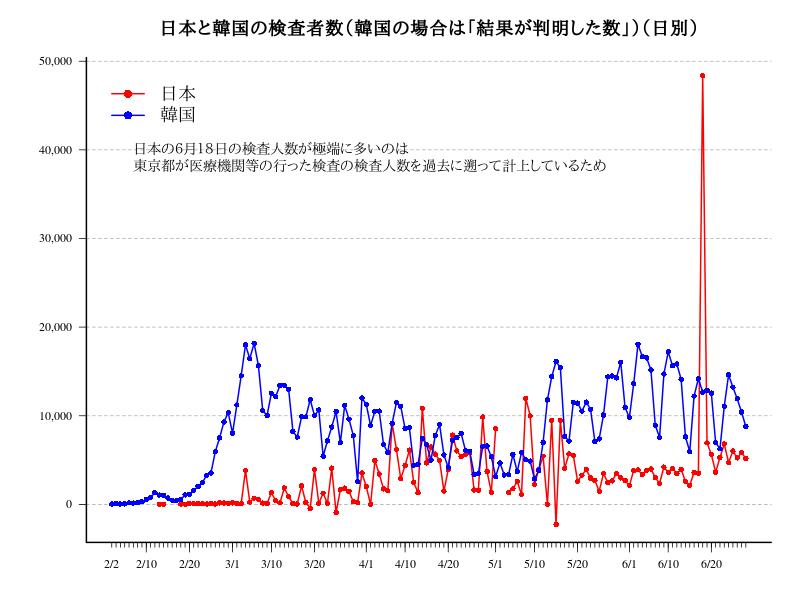 日本と韓国の検査者数（韓国の場合は「結果が判明した数」）（日別）
50,000
日本
韓国
日本の6月18日の検査人数が極端に多いのは
40,000
東京都が医療機関等の行った検査の検査人数を過去に遡って計上しているため
30,000
20,000
10,000
0
2/2 2/10 2/20 3/1 3/10 3/20 4/1 4/10 4/20 5/1 5/10 5/20 6/1 6/10 6/20